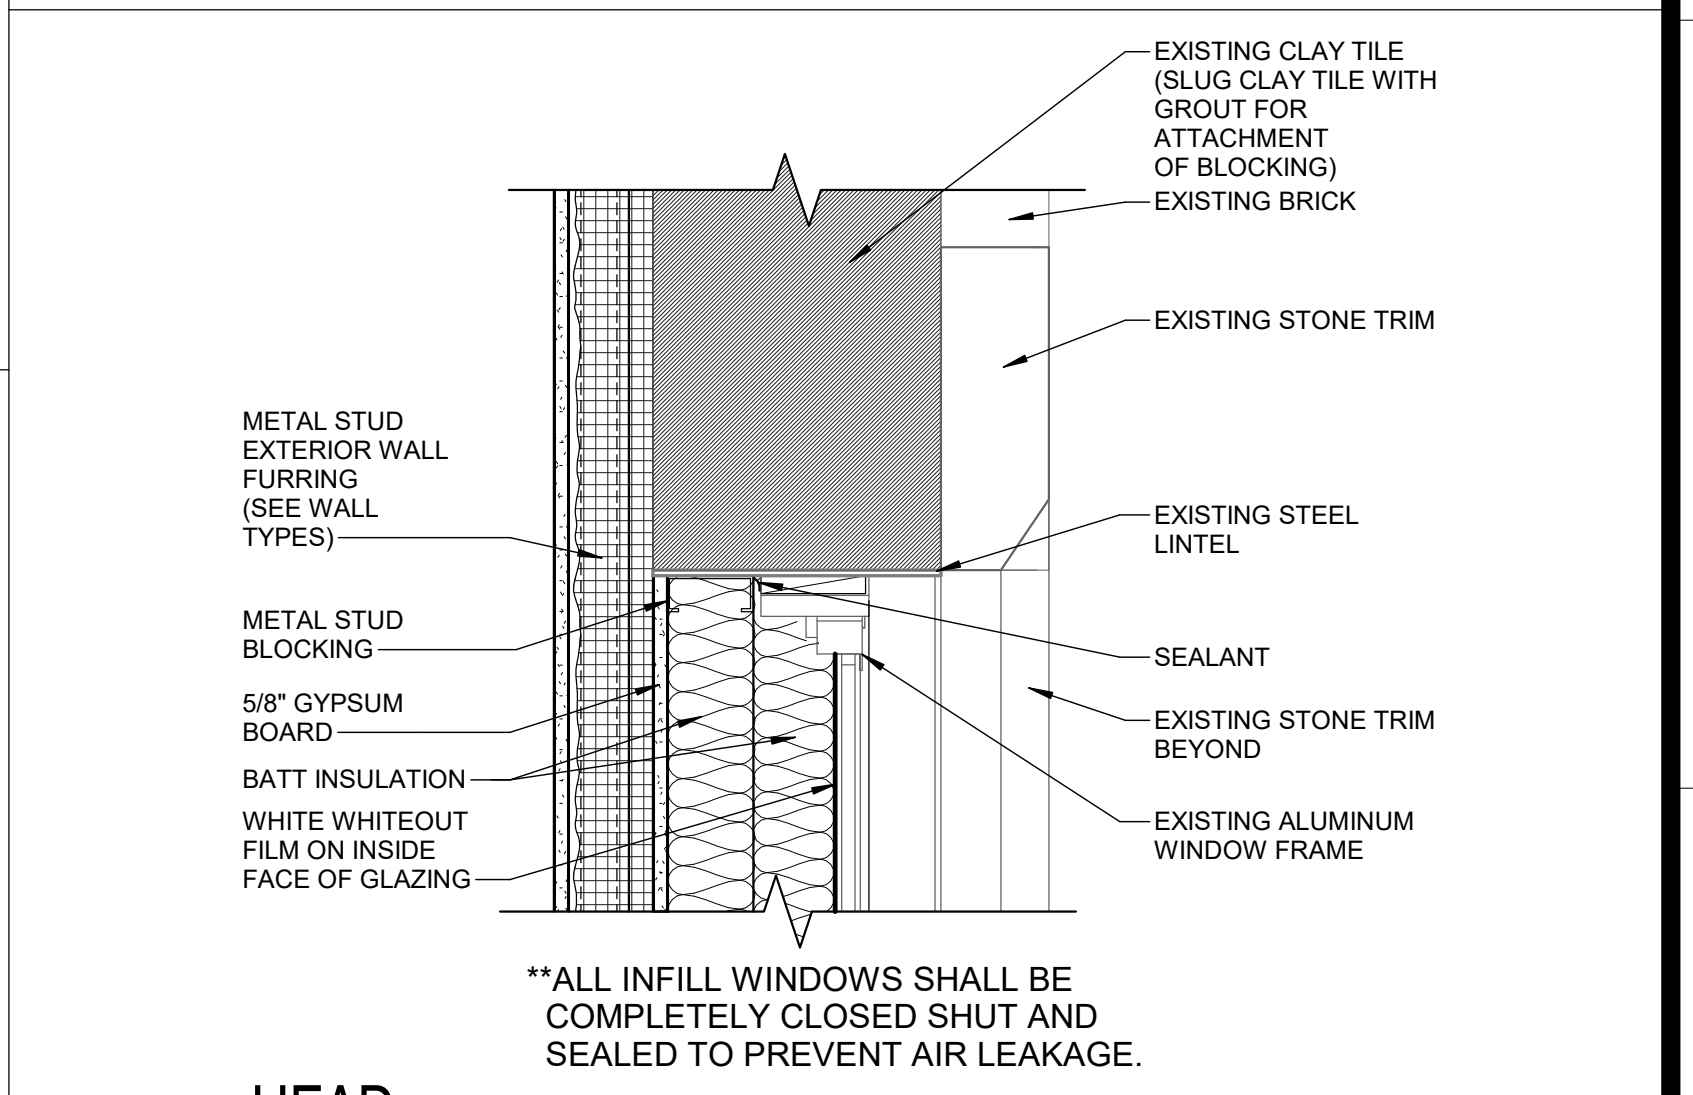 EXISTING CLAY TILE
(SLUG CLAY TILE WITH
GROUT FOR
ATTACHMENT
OF BLOCKING)
EXISTING BRICK
EXISTING STONE TRIM
METAL STUD
EXTERIOR WALL
FURRING
(SEE WALL
TYPES)
EXISTING STEEL
LINTEL
METAL STUD
BLOCKING
SEALANT
5/8" GYPSUM
BOARD
EXISTING STONE TRIM
BEYOND
BATT INSULATION
WHITE WHITEOUT
FILM ON INSIDE
FACE OF GLAZING
EXISTING ALUMINUM
WINDOW FRAME
**ALL INFILL WINDOWS SHALL BE
COMPLETELY CLOSED SHUT AND
SEALED TO PREVENT AIR LEAKAGE.
HEAD